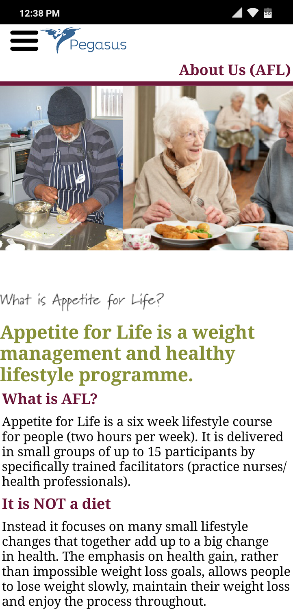 12:38 PM
Pegasus
About Us (AFL)
What is Appetite for Life?
Appetite for Life is a weight
management and healthy
lifestyle programme.
What is AFL?
Appetite for Life is a six week lifestyle course
for people (two hours per week). It is delivered
in small groups of up to 15 participants by
specifically trained facilitators (practice nurses/
health professionals).
It is NOT a diet
Instead it focuses on many small lifestyle
changes that together add up to a big change
in health. The emphasis on health gain, rather
than impossible weight loss goals, allows people
to lose weight slowly, maintain their weight loss
and enjoy the process throughout.